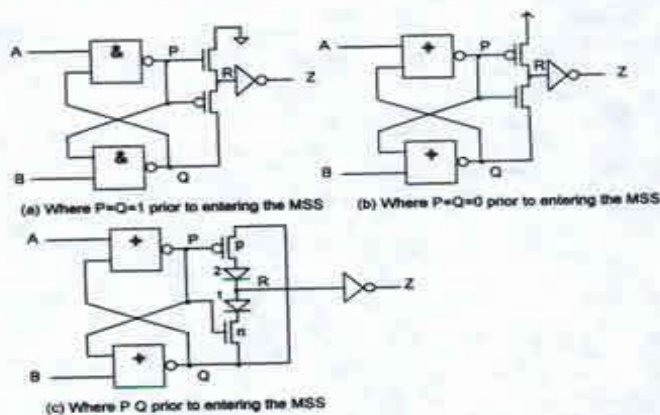 A & P R Z
B & Q
(a) Where P=Q=1 prior to entering the MSS
A + P R Z
B + Q
(b) Where P=Q=0 prior to entering the MSS
A + P p
2 R Z
1
n
B + Q
(c) Where P Q prior to entering the MSS